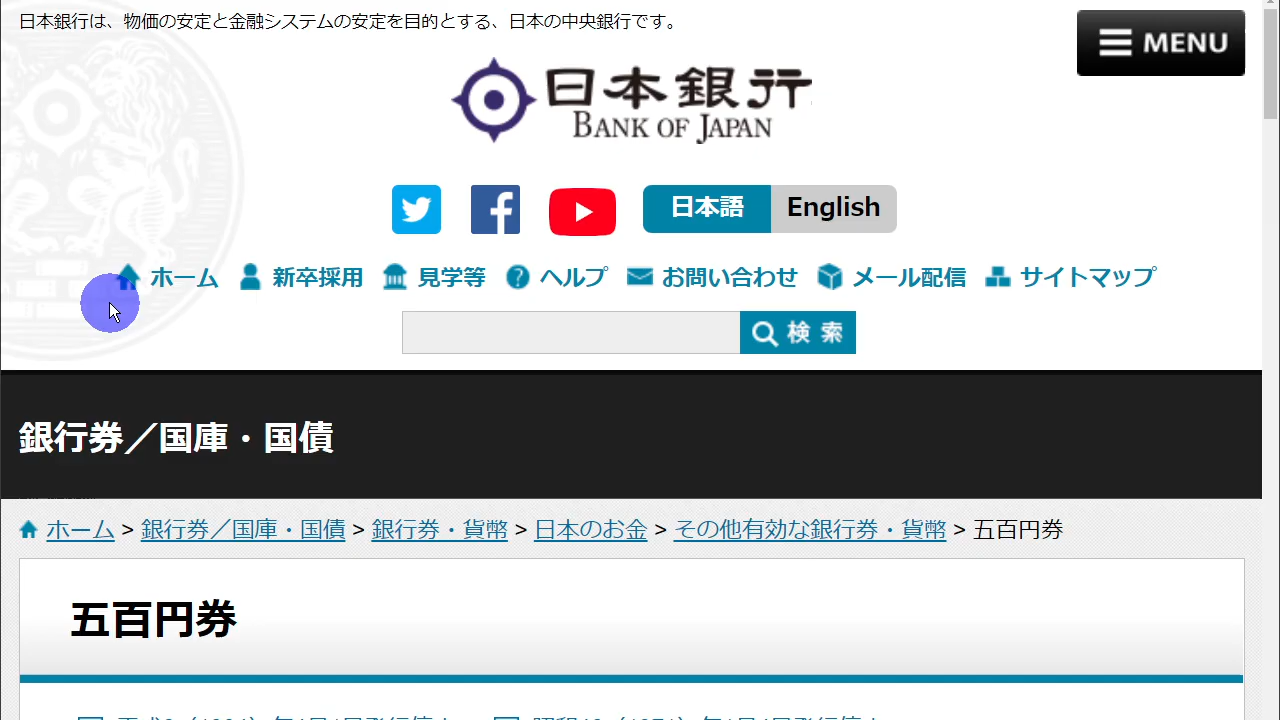 日本銀行は、物価の安定と金融システムの安定を目的とする、日本の中央銀行です。
MENU
日本銀行
BANK OF JAPAN
日本語 English
ホーム 新卒採用 見学等 ヘルプ お問い合わせ メール配信 サイトマップ
検索
銀行券／国庫・国債
ホーム > 銀行券／国庫・国債 > 銀行券・貨幣 > 日本のお金 > その他有効な銀行券・貨幣 > 五百円券
五百円券